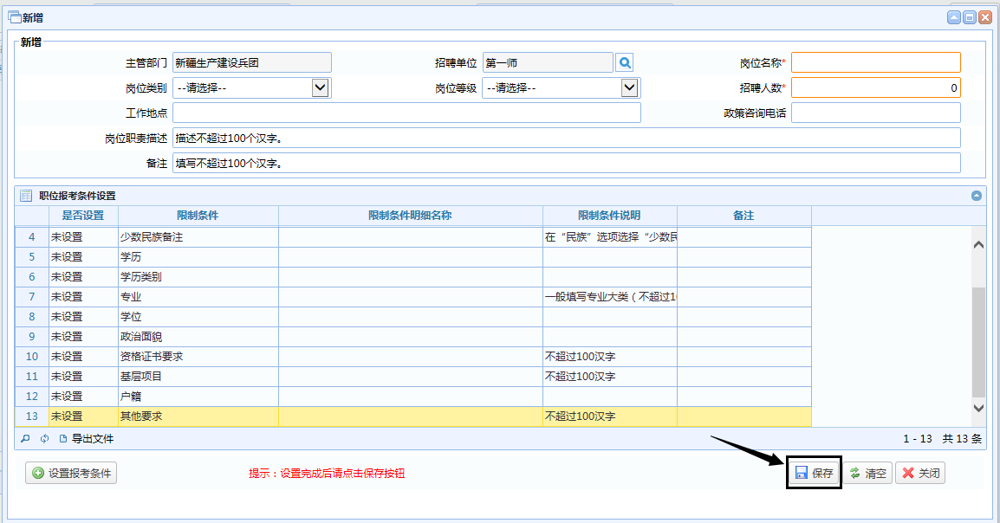 新增
新增
主管部门 新疆生产建设兵团 招聘单位 第一师 岗位名称*
岗位类别 --请选择-- 岗位等级 --请选择-- 招聘人数* 0
工作地点 政策咨询电话
岗位职责描述 描述不超过100个汉字。
备注 填写不超过100个汉字。
职位报考条件设置
是否设置 限制条件 限制条件明细名称 限制条件说明 备注
4 未设置 少数民族备注 在“民族”选项选择“少数民
5 未设置 学历
6 未设置 学历类别
7 未设置 专业 一般填写专业大类（不超过1
8 未设置 学位
9 未设置 政治面貌
10 未设置 资格证书要求 不超过100汉字
11 未设置 基层项目 不超过100汉字
12 未设置 户籍
13 未设置 其他要求 不超过100汉字
导出文件 1 - 13 共 13 条
设置报考条件 提示：设置完成后请点击保存按钮 保存 清空 关闭